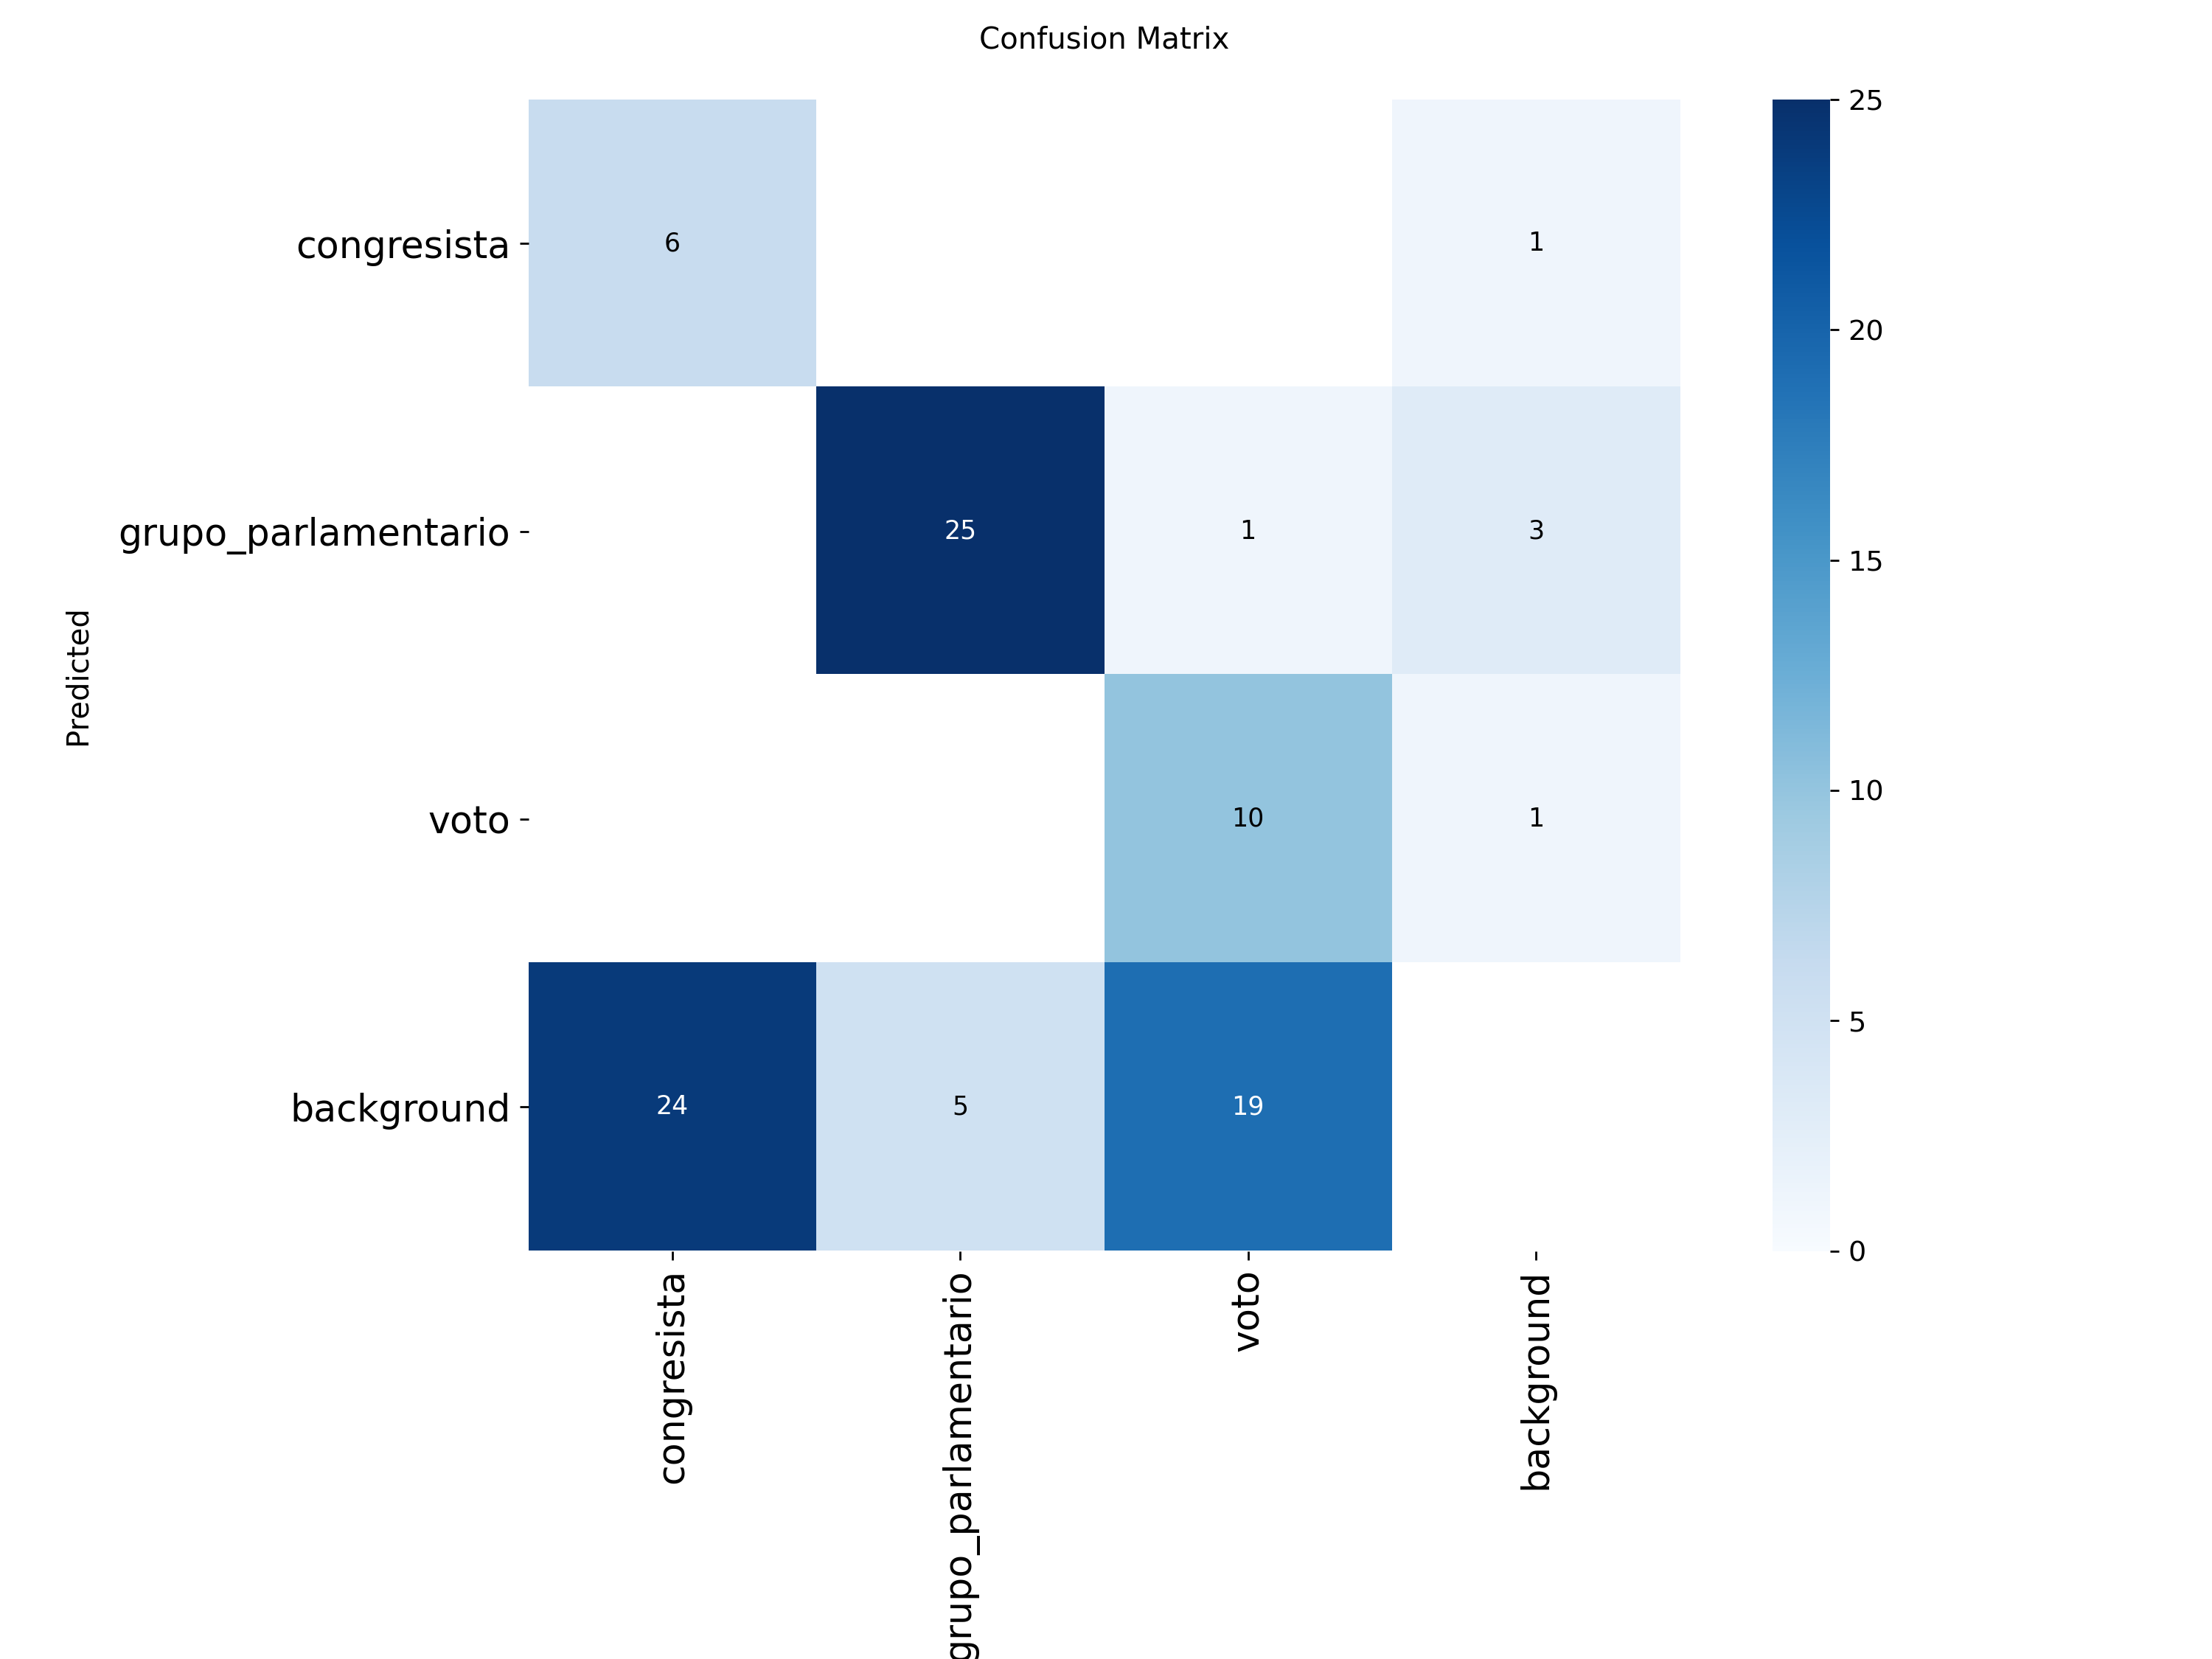 Confusion Matrix
congresista
6
1
grupo_parlamentario
25
1
3
voto
10
1
background
24
5
19
Predicted
congresista
grupo_parlamentario
voto
background
25
20
15
10
5
0